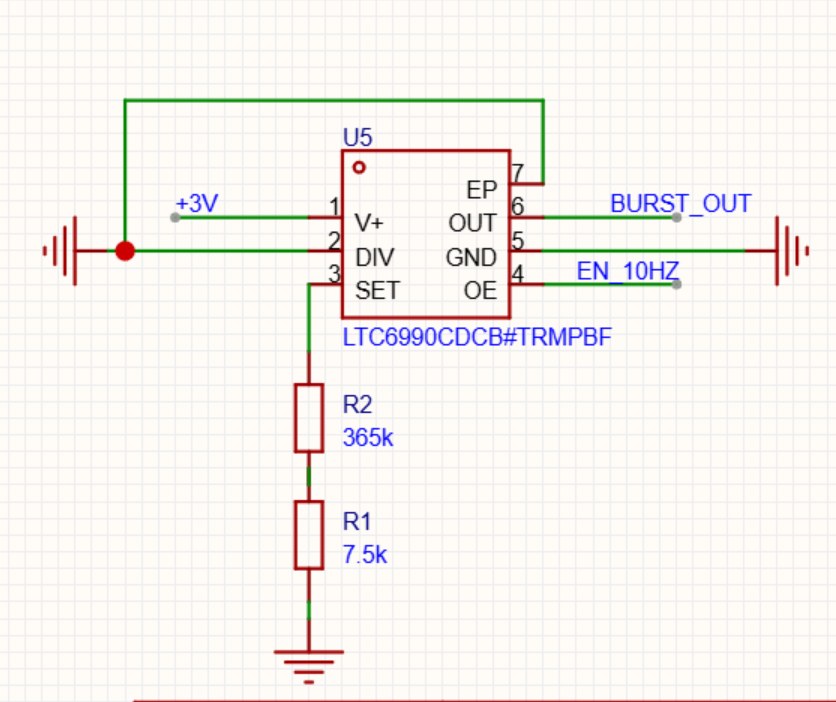 U5
7
EP
+3V
1
V+
6
OUT
BURST_OUT
2
DIV
5
GND
3
SET
4
OE
EN_10HZ
LTC6990CDCB#TRMPBF
R2
365k
R1
7.5k